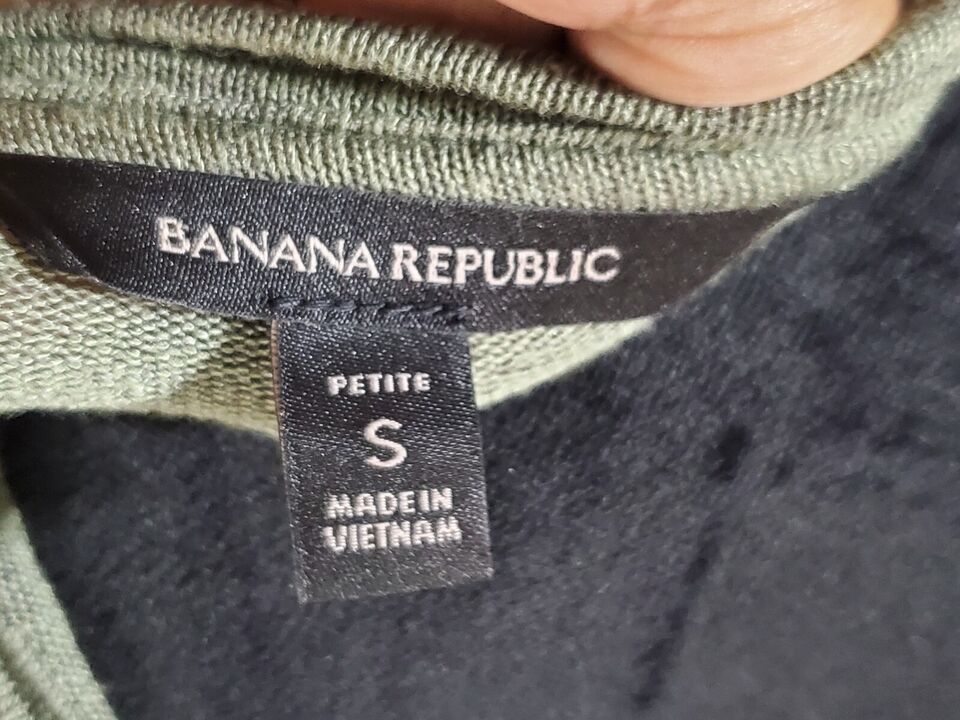 BANANA REPUBLIC
PETITE
S
MADE IN
VIETNAM